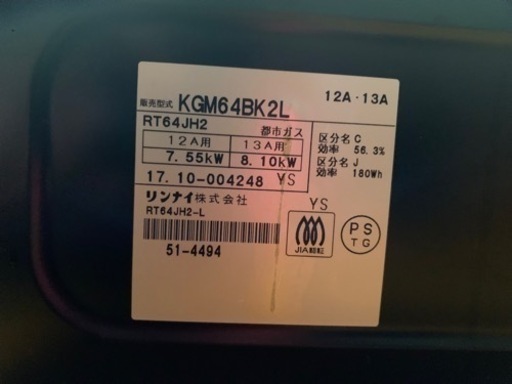 販売型式 KGM64BK2L 12A・13A
RT64JH2 都市ガス
12A用 13A用
7.55kW 8.10kW
区分名 C
効率 56.3%
区分名 J
効率 180Wh
17.10-004248 YS
リンナイ株式会社
RT64JH2-L
YS
51-4494
JIA認証
PS
TG